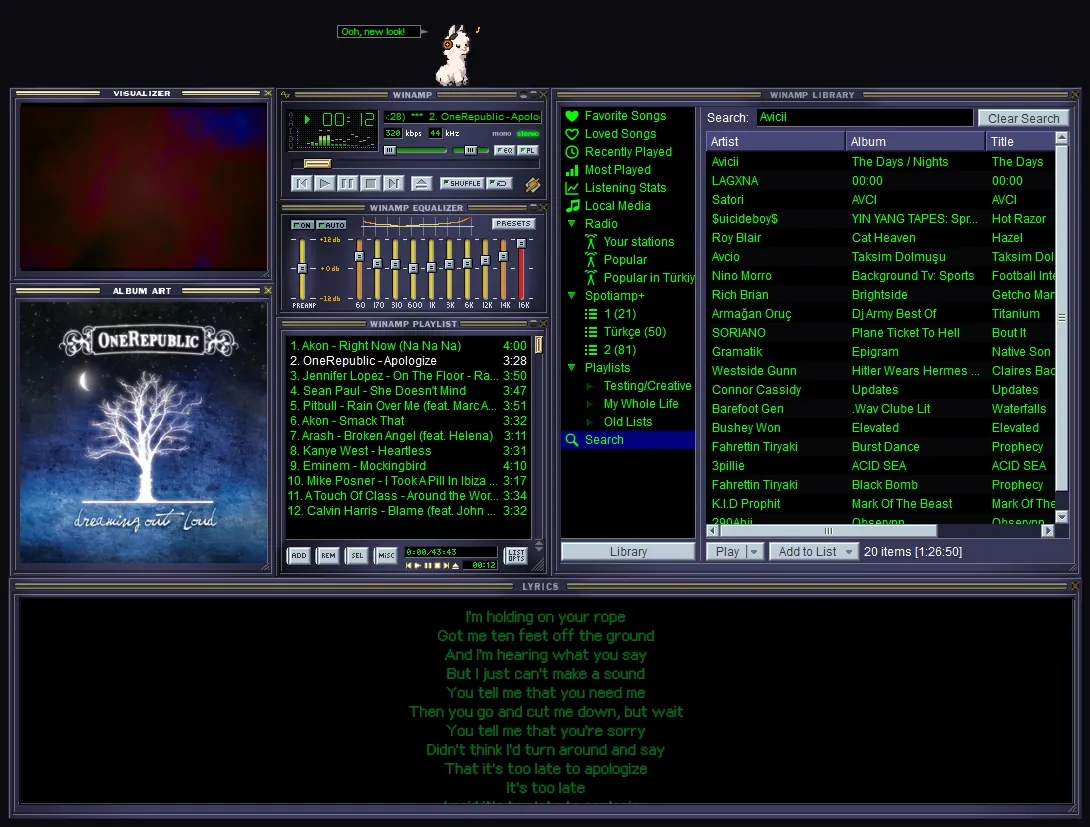 Ooh, new look!
VISUALIZER
WINAMP
00:12
:28) *** 2. OneRepublic - Apolo
320 kbps 44 kHz mono stereo
EQ PL
SHUFFLE
WINAMP EQUALIZER
ON AUTO PRESETS
+12db
+0db
-12db
PREAMP 60 170 310 600 1K 3K 6K 12K 14K 16K
ALBUM ART
ONEREPUBLIC
dreaming out loud
WINAMP PLAYLIST
1. Akon - Right Now (Na Na Na) 4:00
2. OneRepublic - Apologize 3:28
3. Jennifer Lopez - On The Floor - Ra... 3:50
4. Sean Paul - She Doesn't Mind 3:47
5. Pitbull - Rain Over Me (feat. Marc A... 3:51
6. Akon - Smack That 3:32
7. Arash - Broken Angel (feat. Helena) 3:11
8. Kanye West - Heartless 3:31
9. Eminem - Mockingbird 4:10
10. Mike Posner - I Took A Pill In Ibiza ... 3:17
11. A Touch Of Class - Around the Wor... 3:34
12. Calvin Harris - Blame (feat. John ... 3:32
ADD REM SEL MISC 0:00/43:43 LIST OPTS
00:12
WINAMP LIBRARY
Favorite Songs
Loved Songs
Recently Played
Most Played
Listening Stats
Local Media
Radio
Your stations
Popular
Popular in Türkiy
Spotiamp+
1 (21)
Türkçe (50)
2 (81)
Playlists
Testing/Creative
My Whole Life
Old Lists
Search
Library
Search: Avicii Clear Search
Artist Album Title
Avicii The Days / Nights The Days
LAGXNA 00:00 00:00
Satori AVCI AVCI
$uicideboy$ YIN YANG TAPES: Spr... Hot Razor
Roy Blair Cat Heaven Hazel
Avcio Taksim Dolmuşu Taksim Dol
Nino Morro Background Tv: Sports Football Inte
Rich Brian Brightside Getcho Man
Armağan Oruç Dj Army Best Of Titanium
SORIANO Plane Ticket To Hell Bout It
Gramatik Epigram Native Son
Westside Gunn Hitler Wears Hermes ... Claires Bac
Connor Cassidy Updates Updates
Barefoot Gen .Wav Clube Lit Waterfalls
Bushey Won Elevated Elevated
Fahrettin Tiryaki Burst Dance Prophecy
3pillie ACID SEA ACID SEA
Fahrettin Tiryaki Black Bomb Prophecy
K.I.D Prophit Mark Of The Beast Mark Of The
Play Add to List 20 items [1:26:50]
LYRICS
I'm holding on your rope
Got me ten feet off the ground
And I'm hearing what you say
But I just can't make a sound
You tell me that you need me
Then you go and cut me down, but wait
You tell me that you're sorry
Didn't think I'd turn around and say
That it's too late to apologize
It's too late